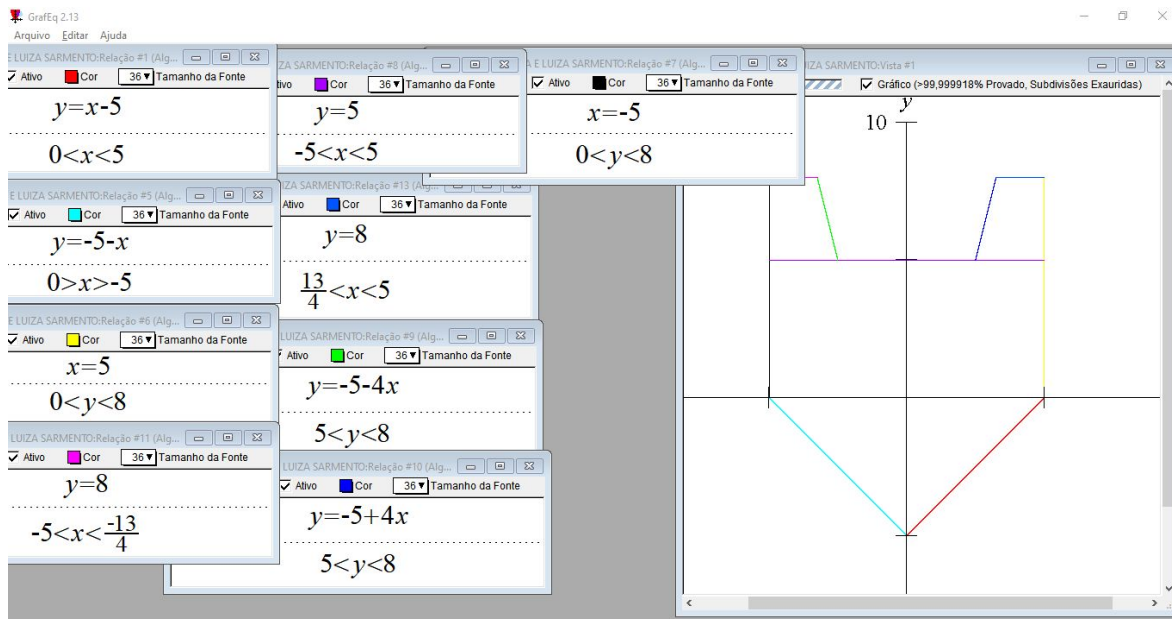 GrafEq 2.13
Arquivo Editar Ajuda
E LUIZA SARMENTO:Relação #1 (Alg...
Ativo Cor 36 Tamanho da Fonte
y=x-5
0<x<5
ZA SARMENTO:Relação #8 (Alg...
tivo Cor 36 Tamanho da Fonte
y=5
-5<x<5
A E LUIZA SARMENTO:Relação #7 (Alg...
Ativo Cor 36 Tamanho da Fonte
x=-5
0<y<8
IZA SARMENTO:Vista #1
Gráfico (>99,999918% Provado, Subdivisões Exauridas)
y
10
E LUIZA SARMENTO:Relação #5 (Alg...
Ativo Cor 36 Tamanho da Fonte
y=-5-x
0>x>-5
IZA SARMENTO:Relação #13 (Alg...
Ativo Cor 36 Tamanho da Fonte
y=8
13/4<x<5
E LUIZA SARMENTO:Relação #6 (Alg...
Ativo Cor 36 Tamanho da Fonte
x=5
0<y<8
LUIZA SARMENTO:Relação #9 (Alg...
Ativo Cor 36 Tamanho da Fonte
y=-5-4x
5<y<8
LUIZA SARMENTO:Relação #11 (Alg...
Ativo Cor 36 Tamanho da Fonte
y=8
-5<x<-13/4
LUIZA SARMENTO:Relação #10 (Alg...
Ativo Cor 36 Tamanho da Fonte
y=-5+4x
5<y<8